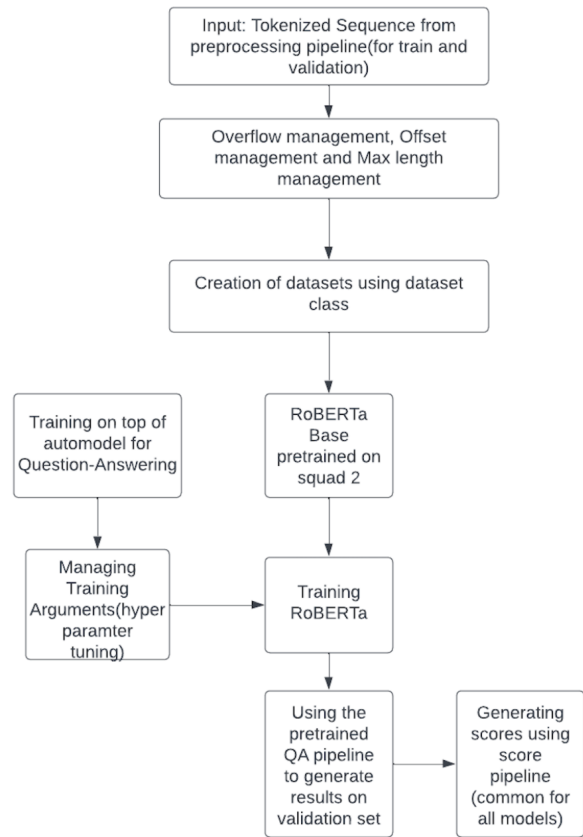 Input: Tokenized Sequence from
preprocessing pipeline(for train and
validation)
Overflow management, Offset
management and Max length
management
Creation of datasets using dataset
class
Training on top of
automodel for
Question-Answering
RoBERTa
Base
pretrained on
squad 2
Managing
Training
Arguments(hyper
paramter
tuning)
Training
RoBERTa
Using the
pretrained
QA pipeline
to generate
results on
validation set
Generating
scores using
score
pipeline
(common for
all models)